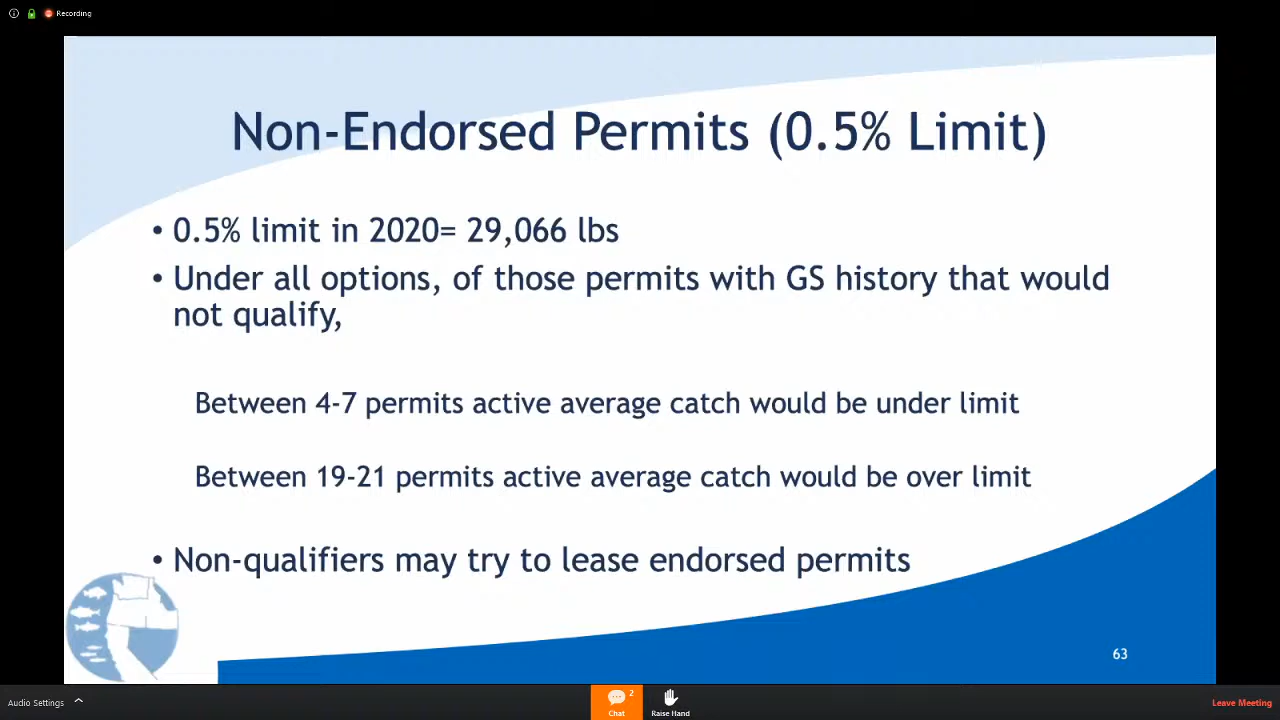 Recording
Non-Endorsed Permits (0.5% Limit)
• 0.5% limit in 2020= 29,066 lbs
• Under all options, of those permits with GS history that would
not qualify,
Between 4-7 permits active average catch would be under limit
Between 19-21 permits active average catch would be over limit
• Non-qualifiers may try to lease endorsed permits
63
Audio Settings
2
Chat
Raise Hand
Leave Meeting